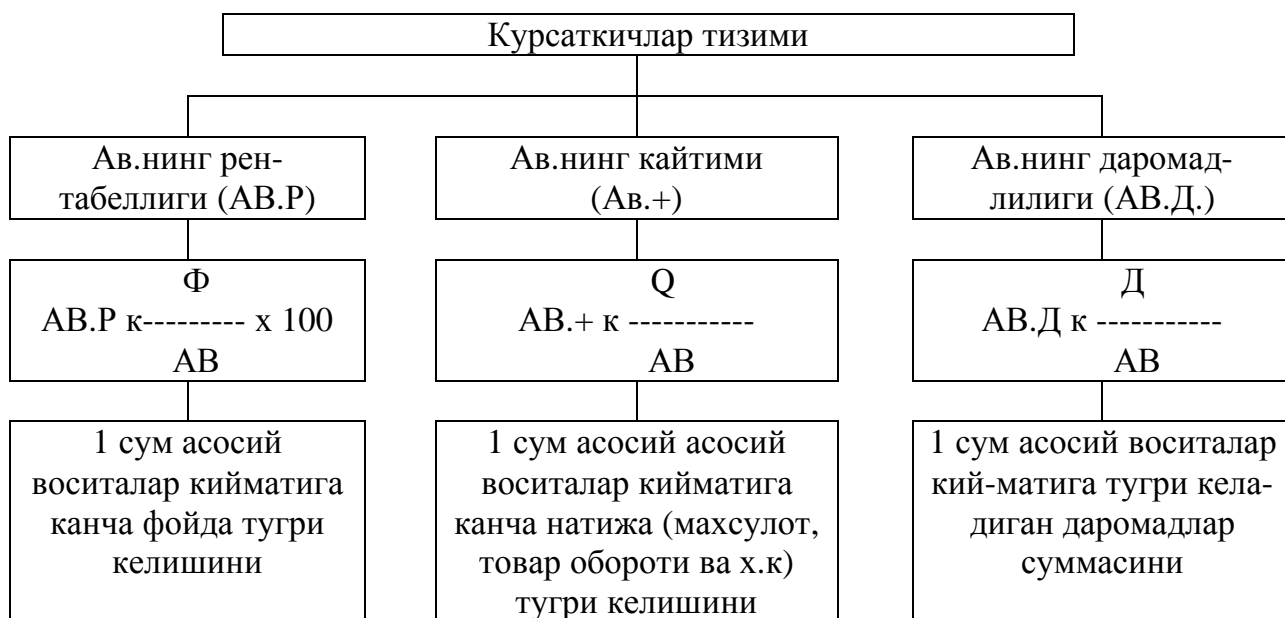 Курсаткичлар тизими
Ав.нинг рен-
табеллиги (АВ.Р)
Ав.нинг кайтими
(Ав.+)
Ав.нинг даромад-
лилиги (АВ.Д.)
Ф
АВ.Р к--------- х 100
АВ
Q
АВ.+ к -----------
АВ
Д
АВ.Д к -----------
АВ
1 сум асосий
воситалар кийматига
канча фойда тугри
келишини
1 сум асосий асосий
воситалар кийматига
канча натижа (махсулот,
товар обороти ва х.к)
тугри келишини
1 сум асосий воситалар
кий-матига тугри кела-
диган даромадлар
суммасини